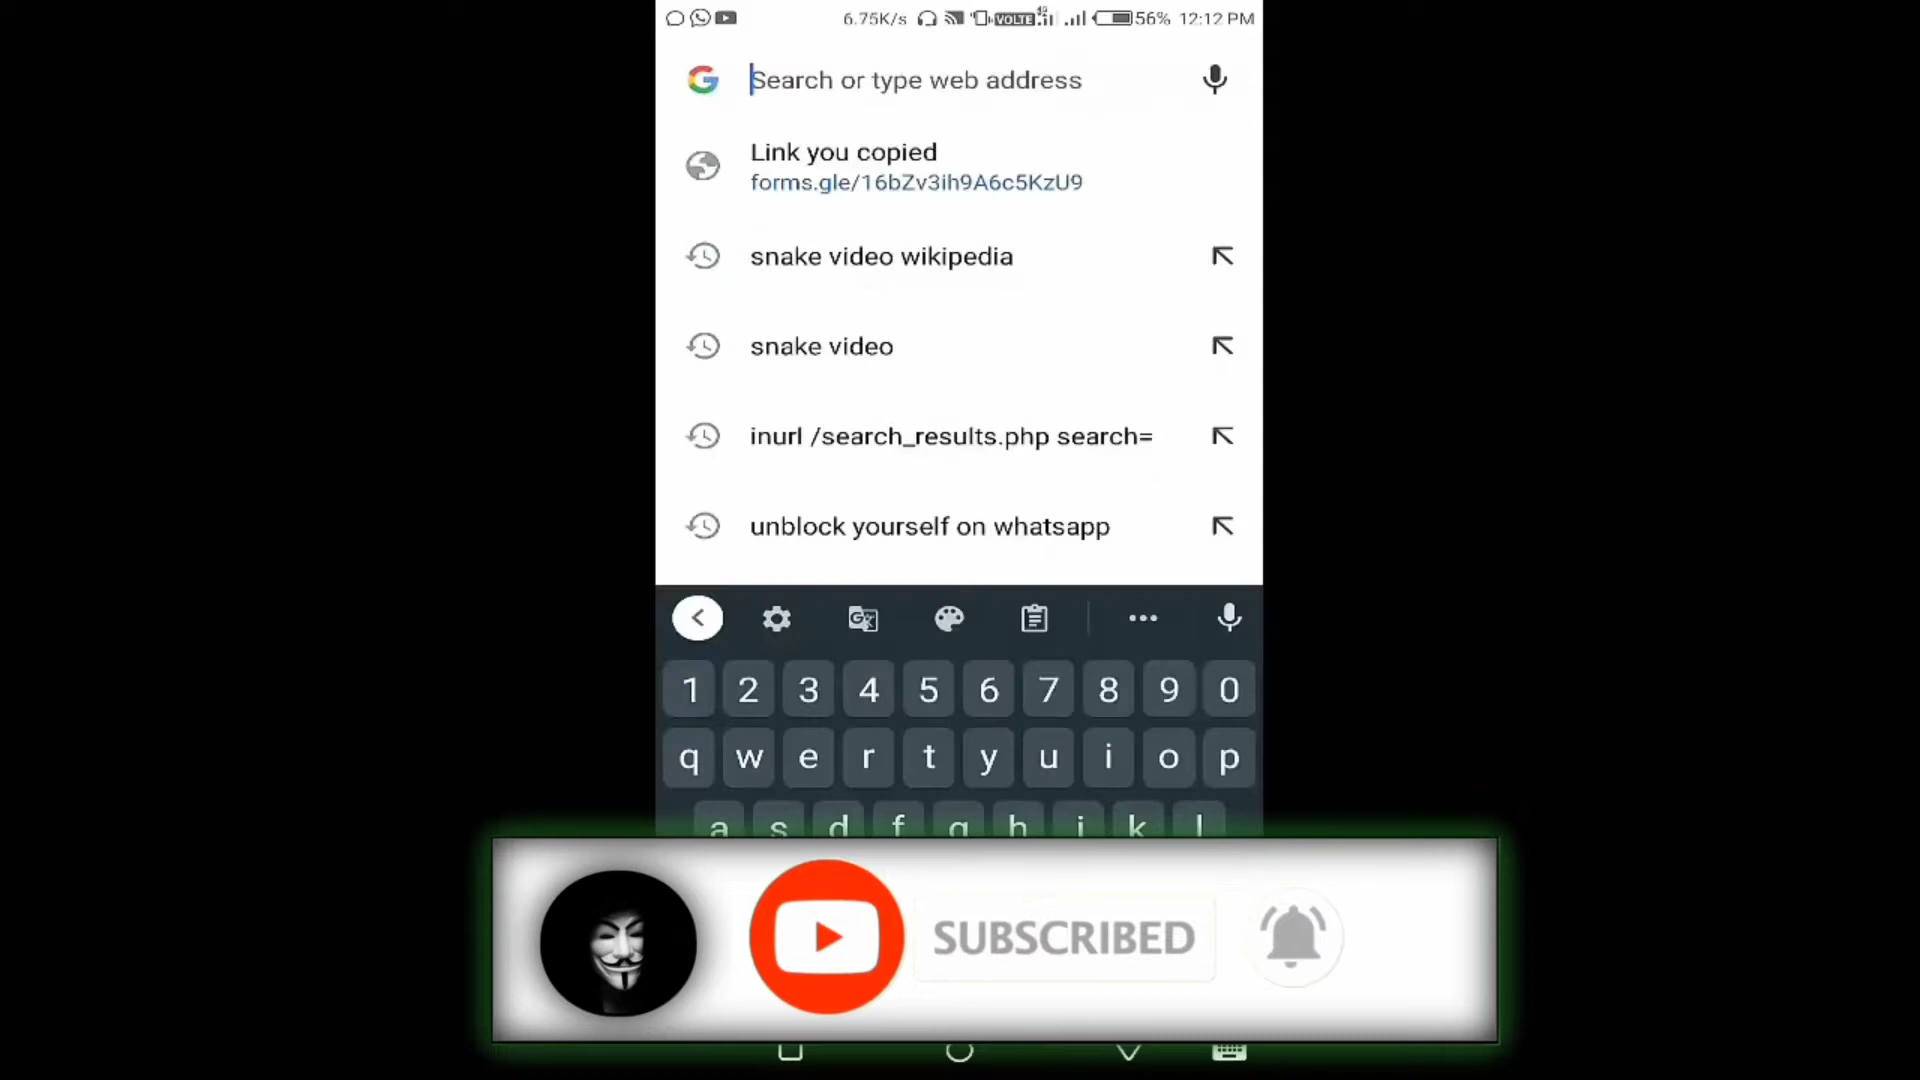 6.75K/s VOLTE 4G 56% 12:12 PM
Search or type web address
Link you copied
forms.gle/16bZv3ih9A6c5KzU9
snake video wikipedia
snake video
inurl /search_results.php search=
unblock yourself on whatsapp
1 2 3 4 5 6 7 8 9 0
q w e r t y u i o p
a s d f g h j k l
SUBSCRIBED